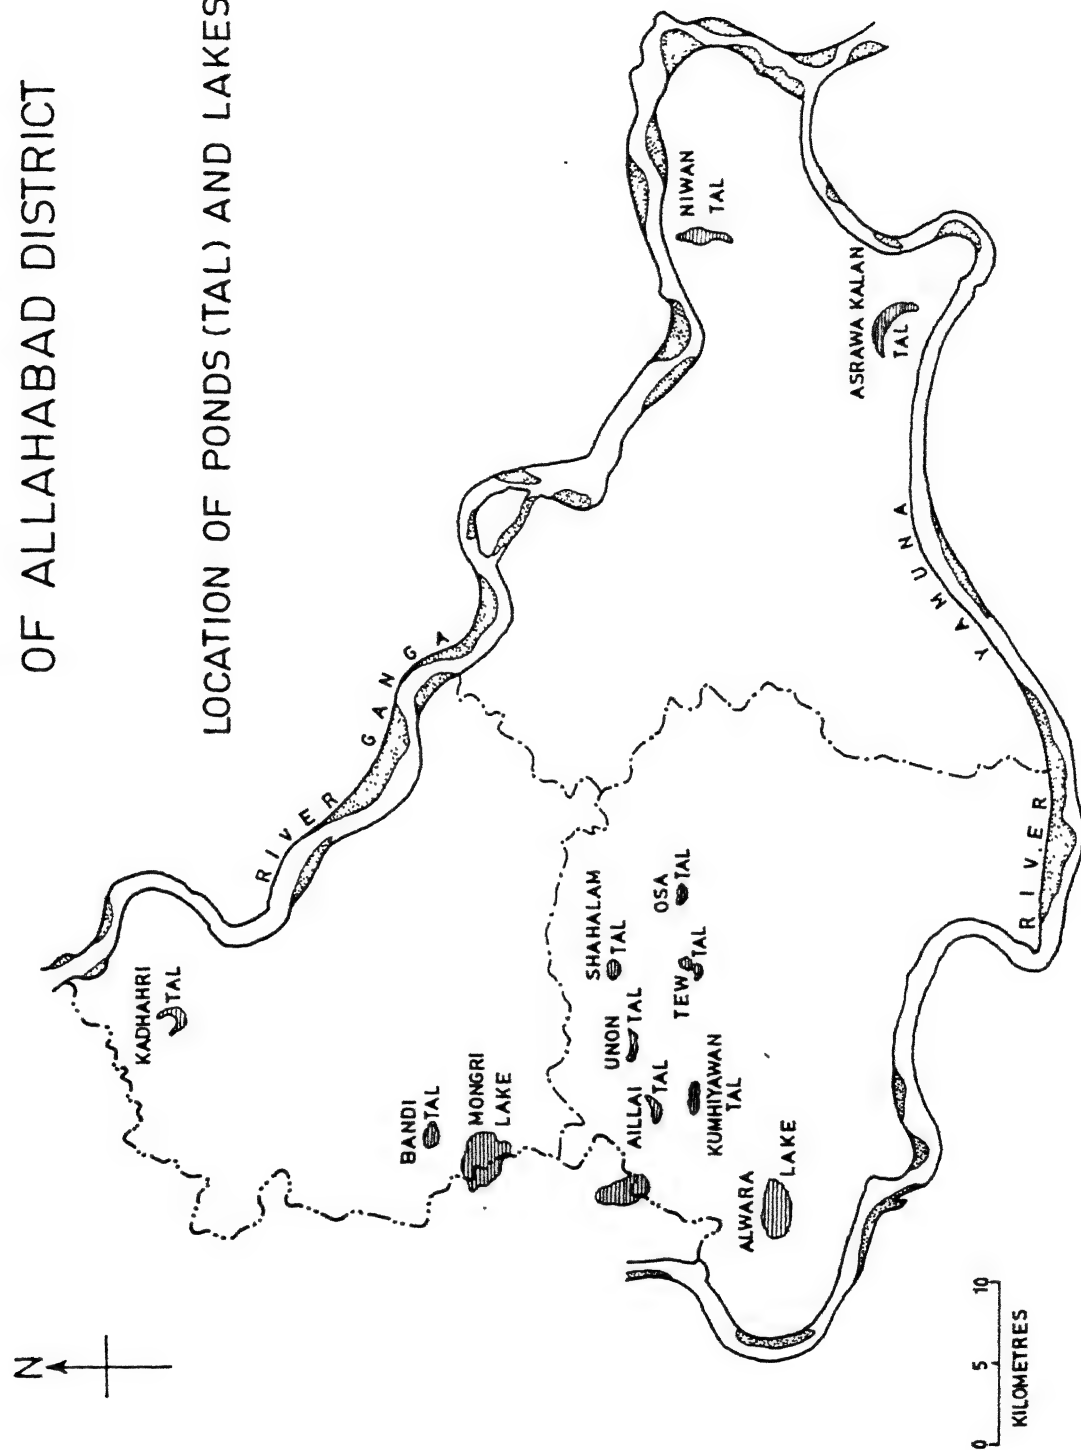 OF ALLAHABAD DISTRICT
LOCATION OF PONDS (TAL) AND LAKES
N
KADHAHRI
TAL
RIVER GANGA
BANDI
TAL
MONGRI
LAKE
SHAHALAM
TAL
UNON
TAL
AILLAI
TAL
OSA
TAL
TEW
TAL
KUMHIYAWAN
TAL
ALWARA
LAKE
NIWAN
TAL
ASRAWA KALAN
TAL
RIVER YAMUNA
0 5 10
KILOMETRES